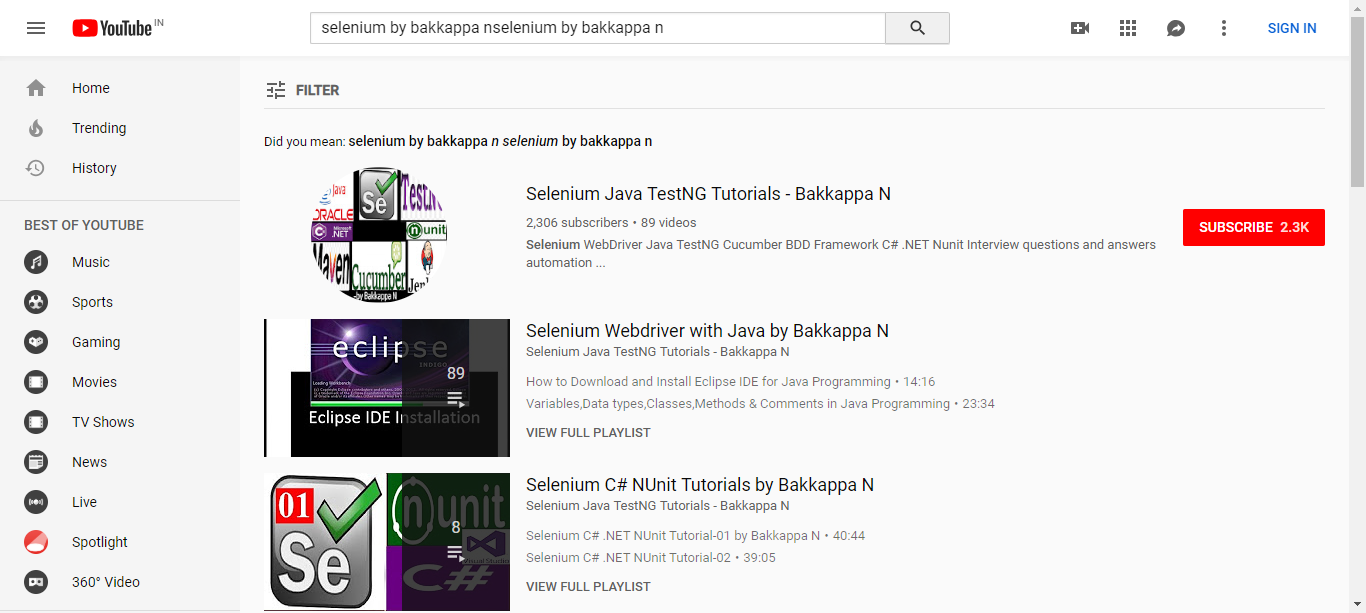 YouTube IN
selenium by bakkappa nselenium by bakkappa n
SIGN IN
Home
Trending
History
BEST OF YOUTUBE
Music
Sports
Gaming
Movies
TV Shows
News
Live
Spotlight
360° Video
FILTER
Did you mean: selenium by bakkappa n selenium by bakkappa n
Java
ORACLE
Se
TestN
C# Microsoft .NET
nunit
Maven
Cucumber
Jen
-by Bakkappa N
Selenium Java TestNG Tutorials - Bakkappa N
2,306 subscribers • 89 videos
Selenium WebDriver Java TestNG Cucumber BDD Framework C# .NET Nunit Interview questions and answers
automation ...
SUBSCRIBE 2.3K
eclipse
INDIGO
Loading Workbench
89
Eclipse IDE Installation
Selenium Webdriver with Java by Bakkappa N
Selenium Java TestNG Tutorials - Bakkappa N
How to Download and Install Eclipse IDE for Java Programming • 14:16
Variables,Data types,Classes,Methods & Comments in Java Programming • 23:34
VIEW FULL PLAYLIST
01
Se
nunit
8
Visual Studio
C#
Selenium C# NUnit Tutorials by Bakkappa N
Selenium Java TestNG Tutorials - Bakkappa N
Selenium C# .NET NUnit Tutorial-01 by Bakkappa N • 40:44
Selenium C# .NET NUnit Tutorial-02 • 39:05
VIEW FULL PLAYLIST